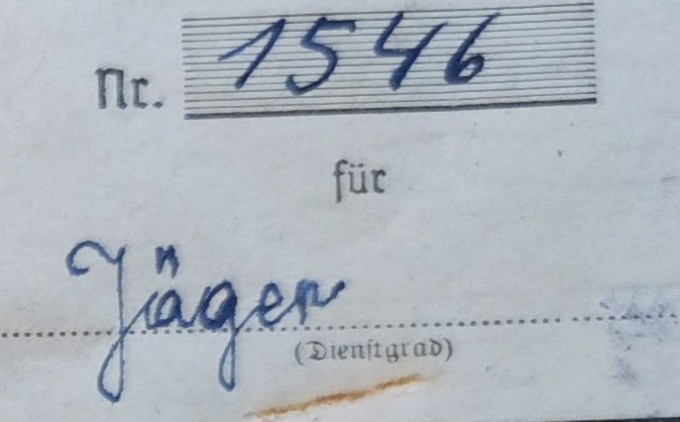 Nr. 1546
für
Jäger
(Dienstgrad)